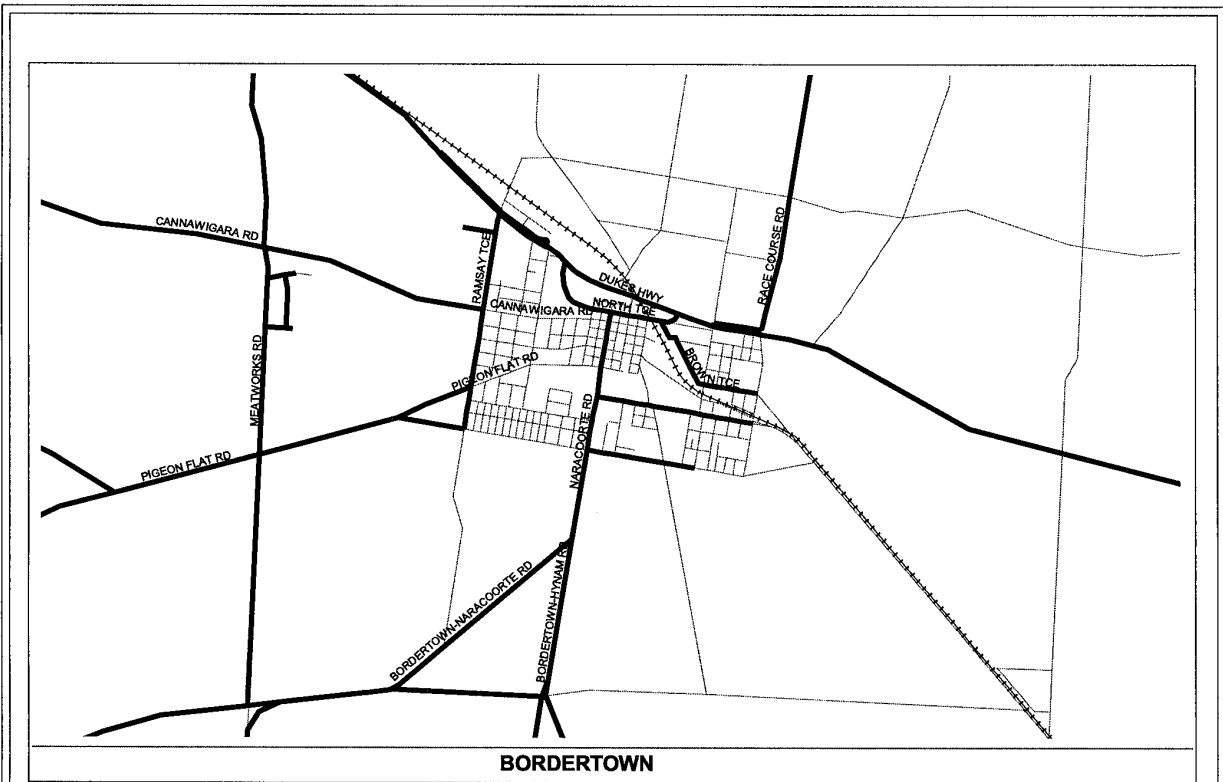 CANNAWIGARA RD
RAMSAY TCE
RACE COURSE RD
DUKES HWY
CANNAWIGARA RD
NORTH TCE
MEATWORKS RD
PIGEON FLAT RD
BROWN TCE
NARACOORTE RD
PIGEON FLAT RD
BORDERTOWN-NARACOORTE RD
BORDERTOWN-HYNAM RD
BORDERTOWN